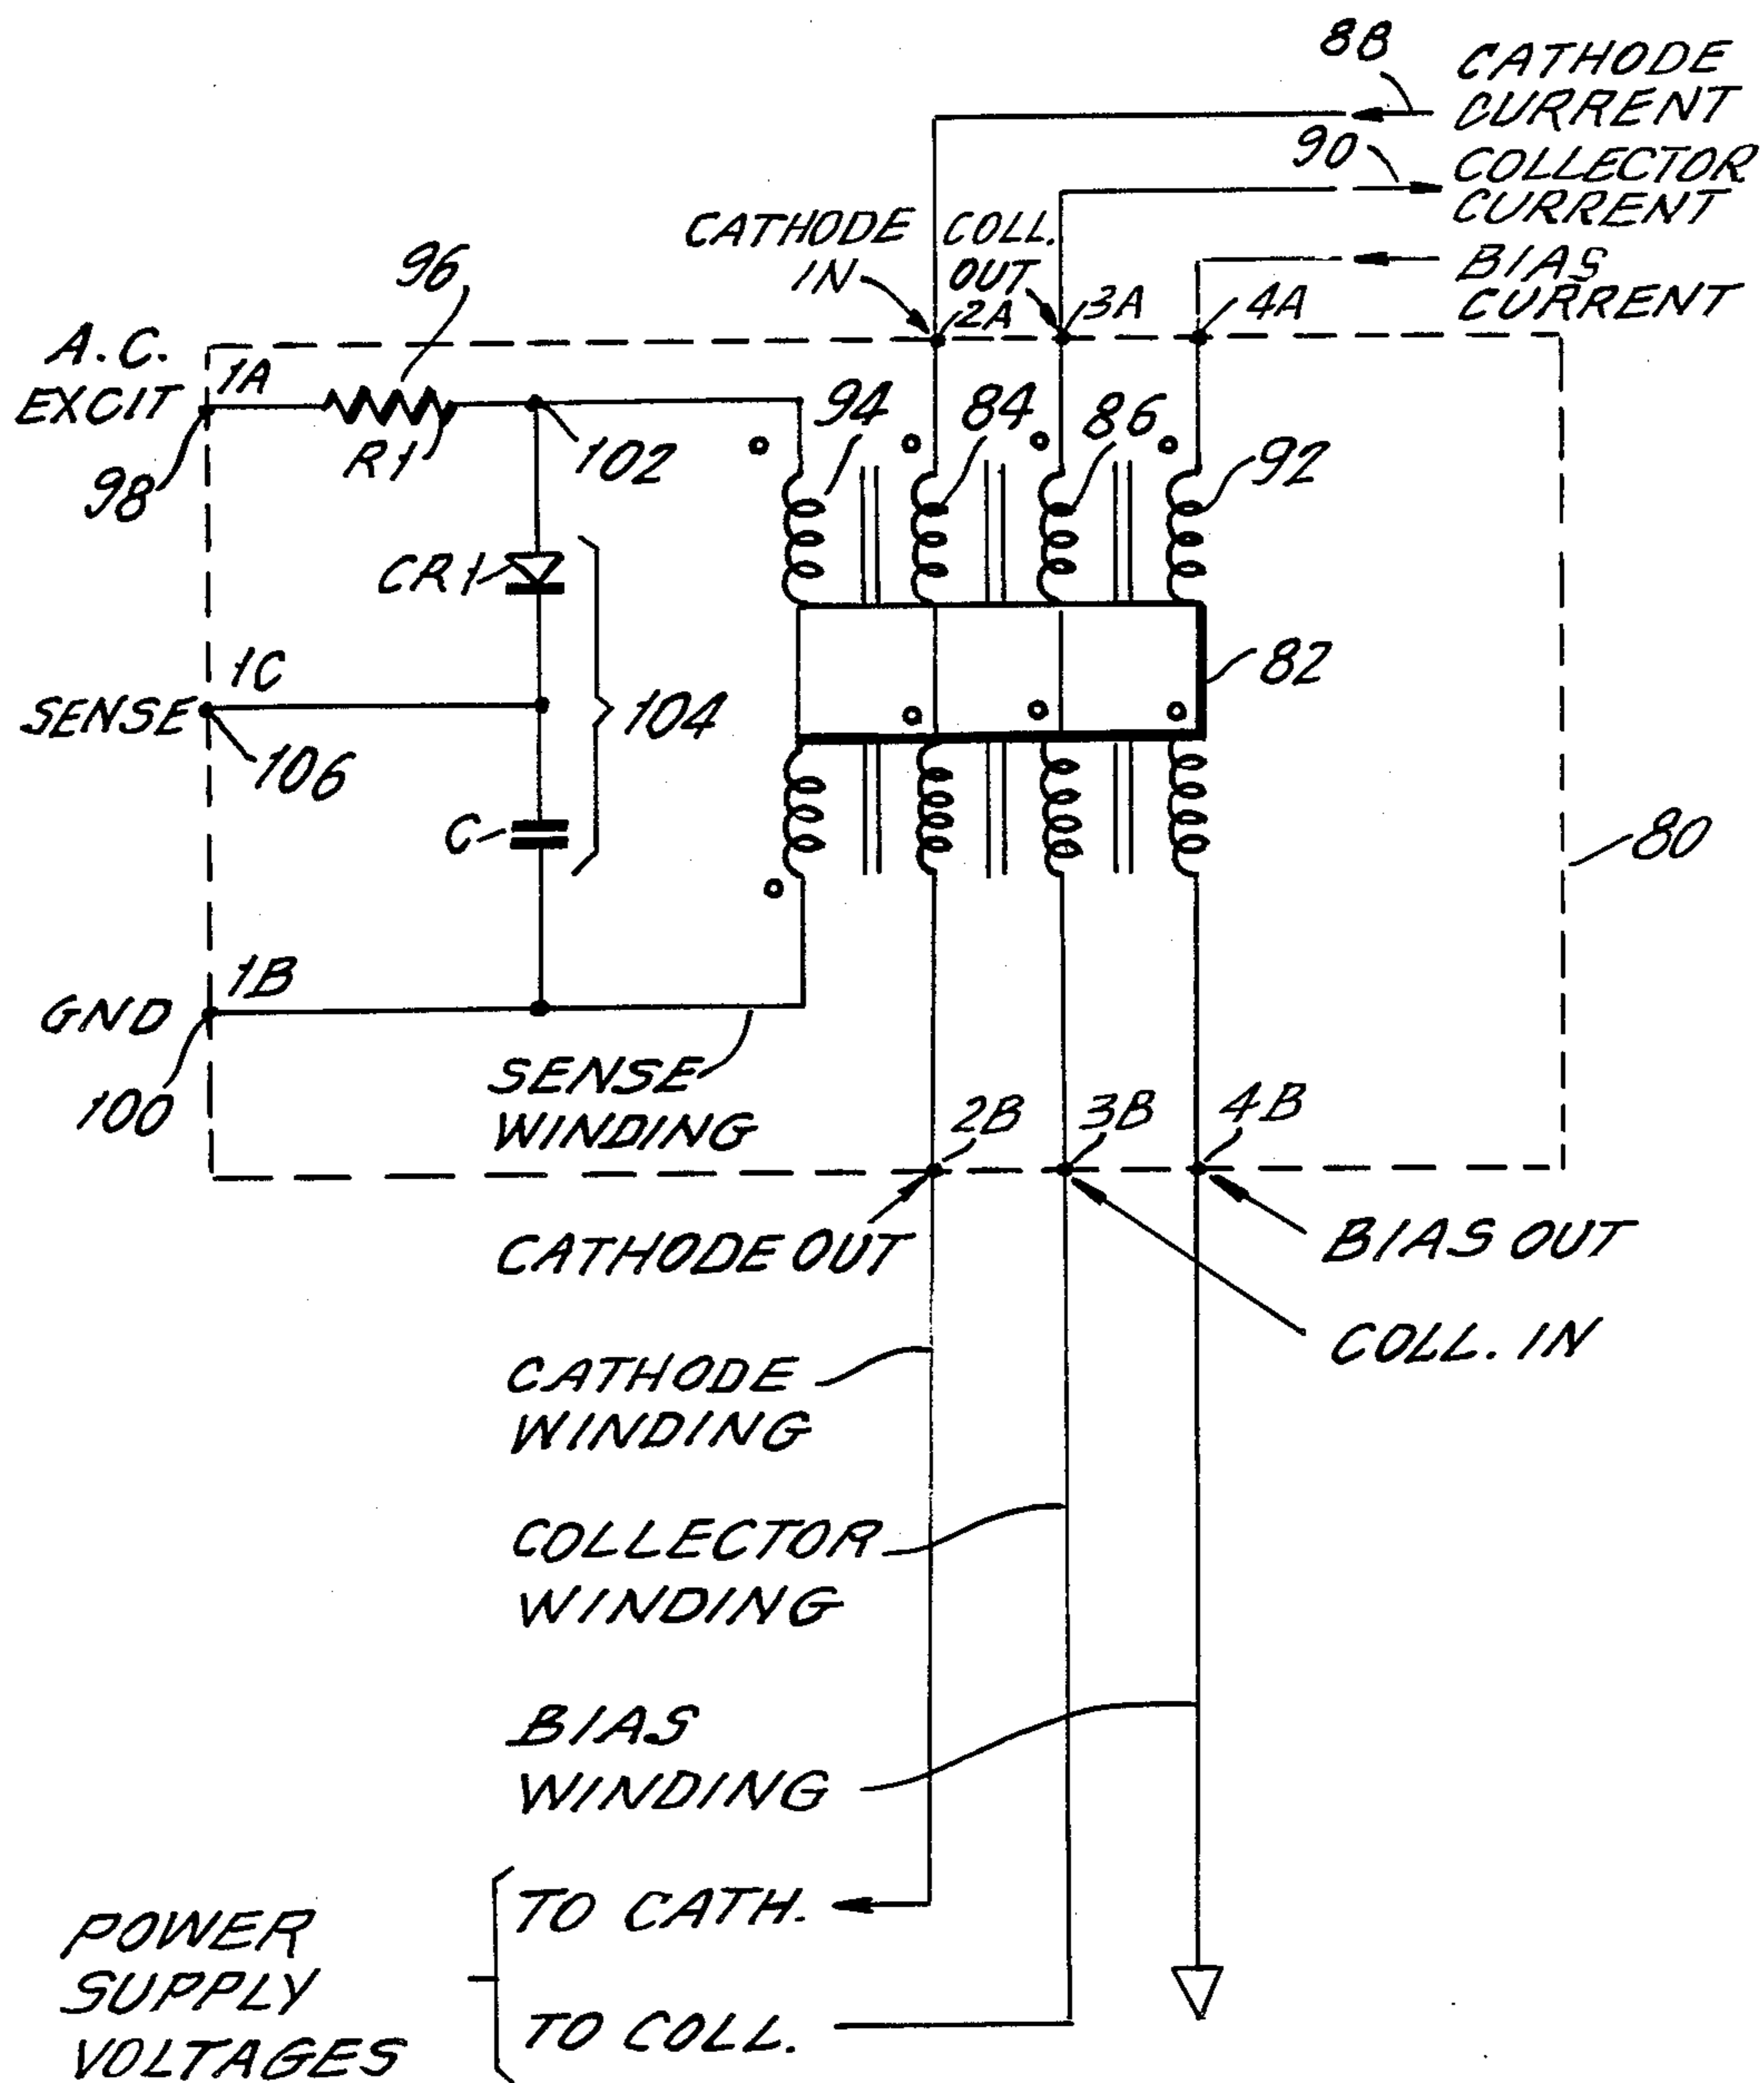 88
CATHODE
CURRENT
90
COLLECTOR
CURRENT
CATHODE
IN
COLL.
OUT
BIAS
CURRENT
96
2A
3A
4A
A.C.
EXCIT
1A
98
R1
102
94
84
86
92
CR1
104
82
1C
SENSE
106
C
80
1B
GND
100
SENSE
WINDING
2B
3B
4B
CATHODE OUT
BIAS OUT
COLL. IN
CATHODE
WINDING
COLLECTOR
WINDING
BIAS
WINDING
POWER
SUPPLY
VOLTAGES
TO CATH.
TO COLL.